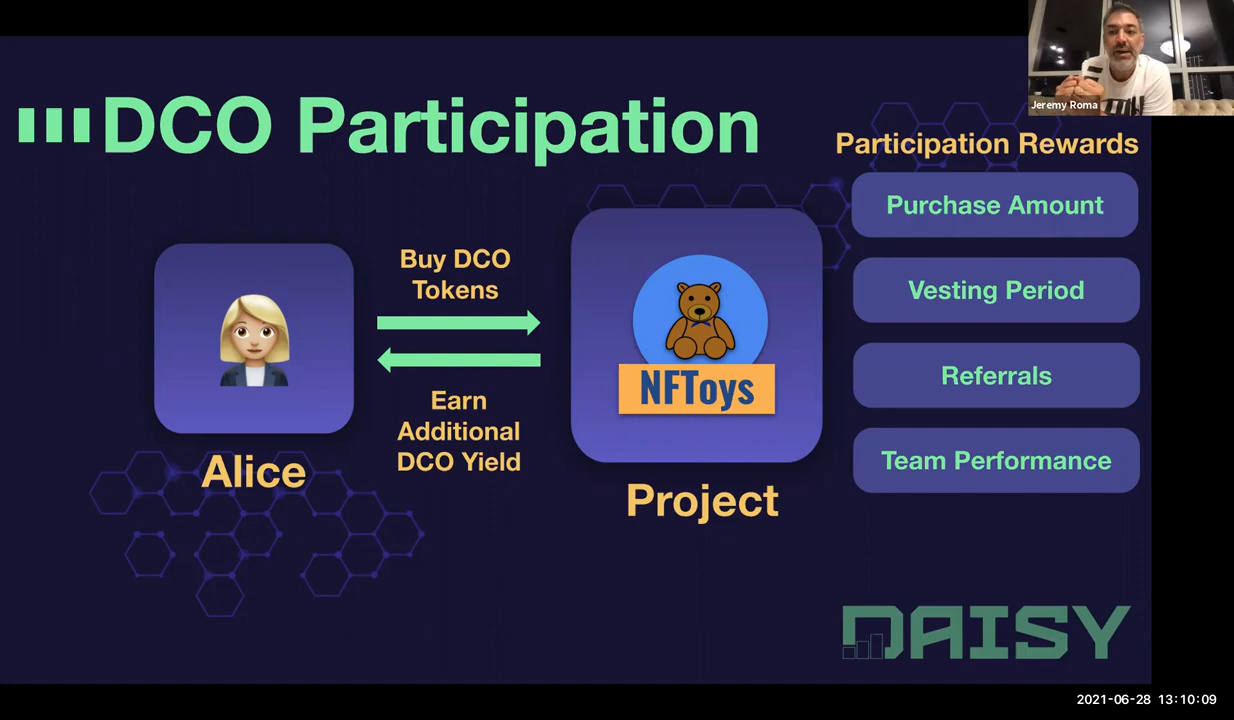 Jeremy Roma
DCO Participation
Participation Rewards
Purchase Amount
Vesting Period
Referrals
Team Performance
Buy DCO
Tokens
Earn
Additional
DCO Yield
Alice
NFToys
Project
DAISY
2021-06-28 13:10:09